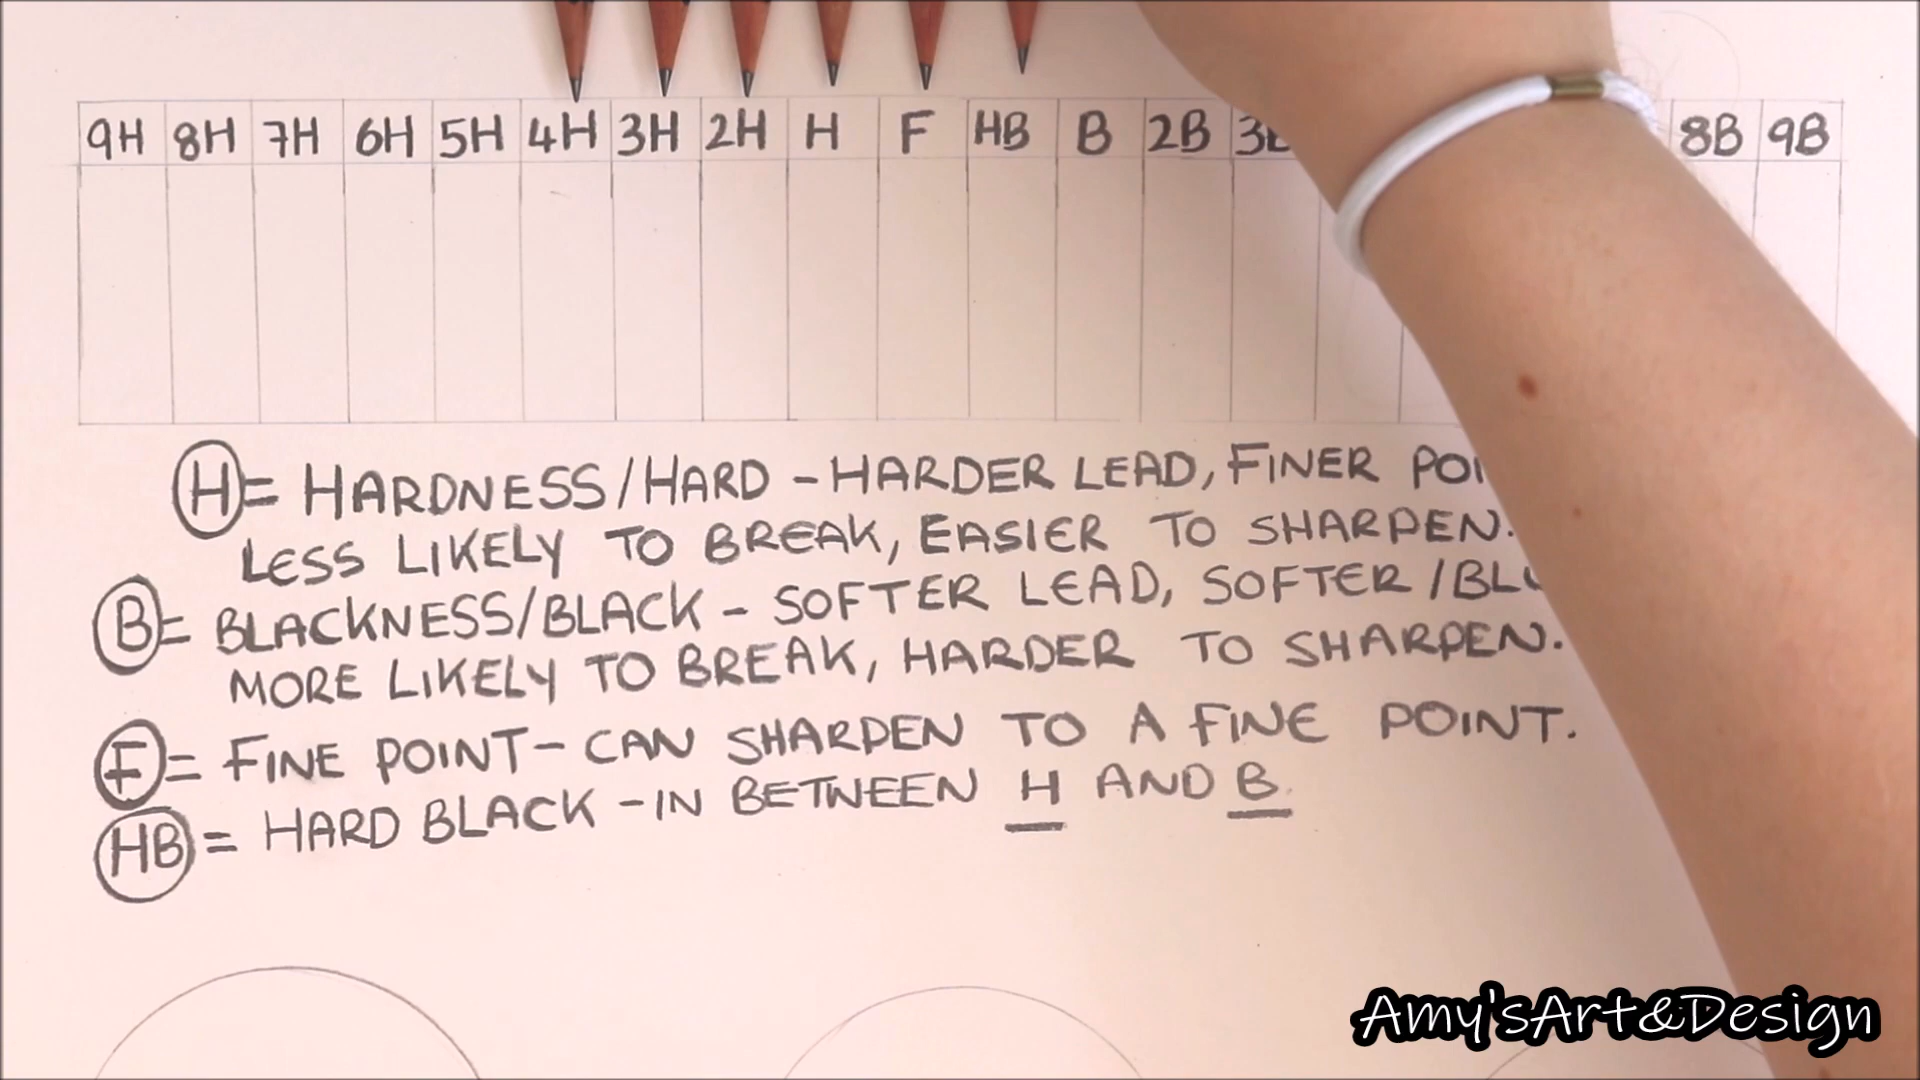 9H 8H 7H 6H 5H 4H 3H 2H H F HB B 2B 8B 9B
H = HARDNESS/HARD - HARDER LEAD, FINER
LESS LIKELY TO BREAK, EASIER TO SHARPEN.
B = BLACKNESS/BLACK - SOFTER LEAD, SOFTER/
MORE LIKELY TO BREAK, HARDER TO SHARPEN.
F = FINE POINT - CAN SHARPEN TO A FINE POINT.
HB = HARD BLACK - IN BETWEEN H AND B.
Amy'sArt&Design